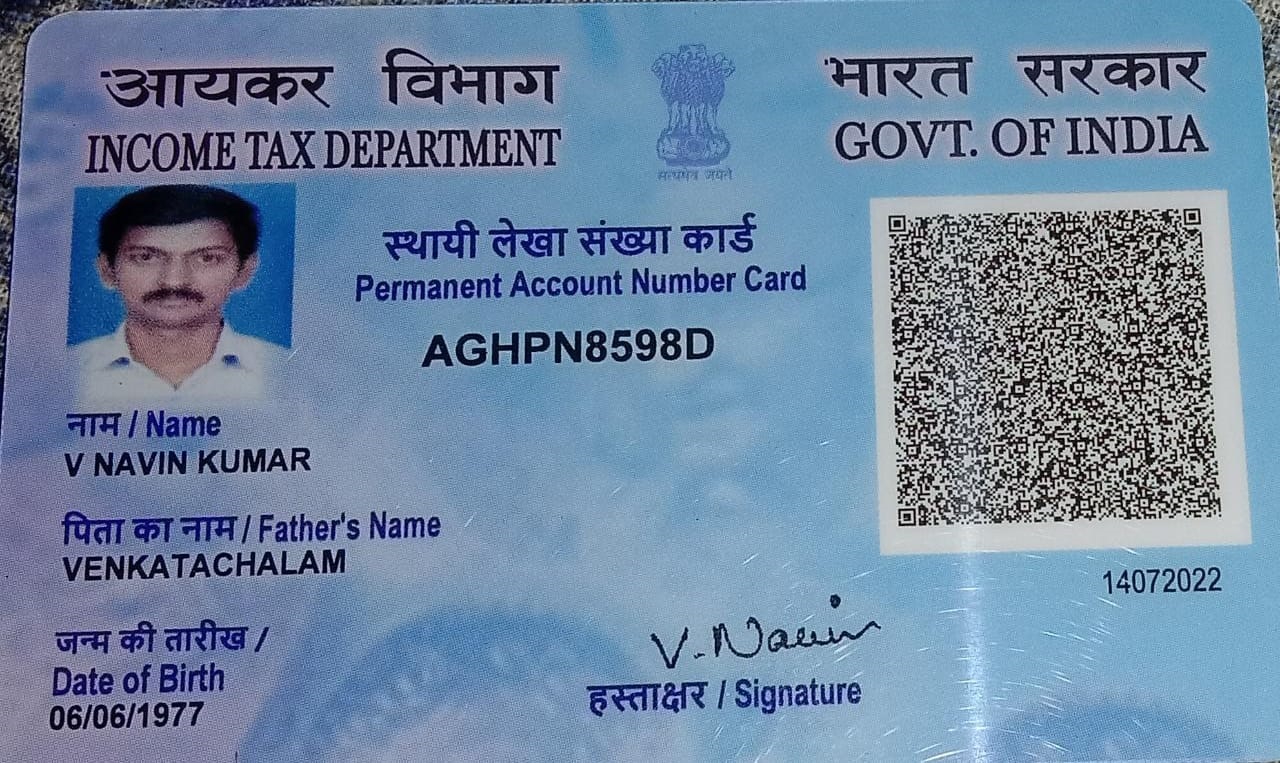 आयकर विभाग
INCOME TAX DEPARTMENT
भारत सरकार
GOVT. OF INDIA
सत्यमेव जयते
स्थायी लेखा संख्या कार्ड
Permanent Account Number Card
AGHPN8598D
नाम / Name
V NAVIN KUMAR
पिता का नाम / Father's Name
VENKATACHALAM
जन्म की तारीख /
Date of Birth
06/06/1977
14072022
V. Navin
हस्ताक्षर / Signature